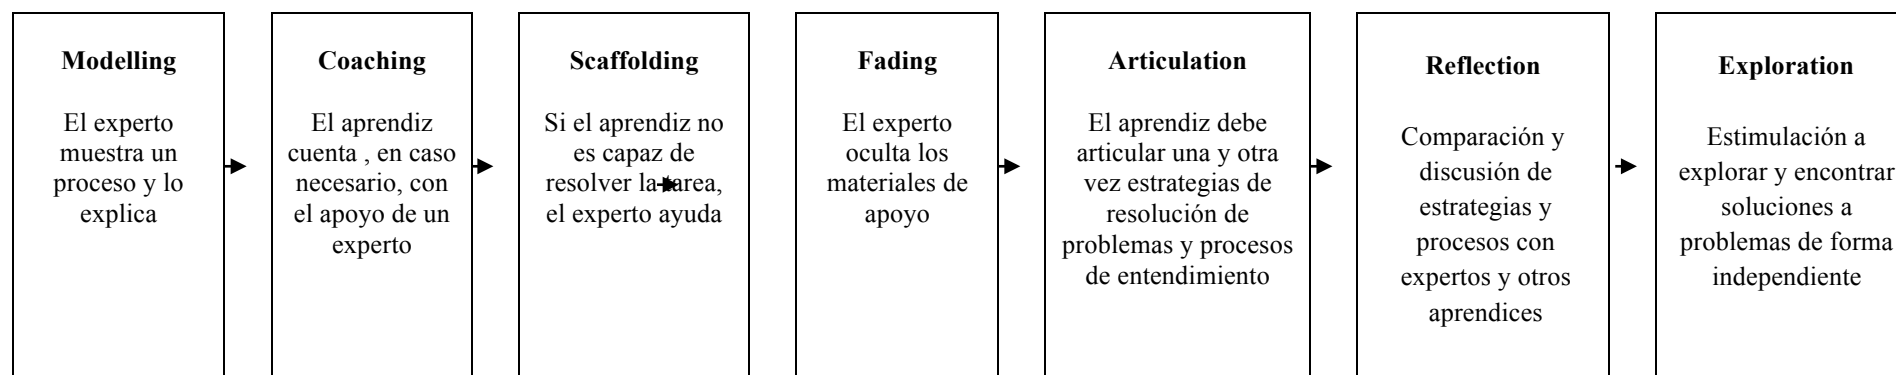 Modelling
El experto
muestra un
proceso y lo
explica
Coaching
El aprendiz
cuenta , en caso
necesario, con
el apoyo de un
experto
Scaffolding
Si el aprendiz no
es capaz de
resolver la tarea,
el experto ayuda
Fading
El experto
oculta los
materiales de
apoyo
Articulation
El aprendiz debe
articular una y otra
vez estrategias de
resolución de
problemas y procesos
de entendimiento
Reflection
Comparación y
discusión de
estrategias y
procesos con
expertos y otros
aprendices
Exploration
Estimulación a
explorar y encontrar
soluciones a
problemas de forma
independiente